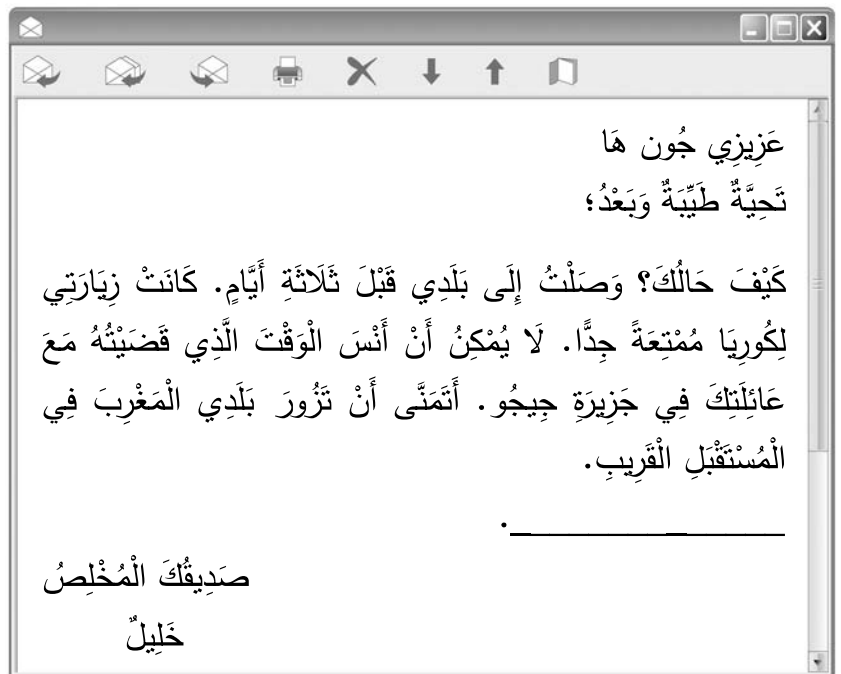 عَزِيزِي جُون هَا
تَحِيَّةٌ طَيِّبَةٌ وَبَعْدُ؛
كَيْفَ حَالُكَ؟ وَصَلْتُ إِلَى بَلَدِي قَبْلَ ثَلَاثَةِ أَيَّامٍ. كَانَتْ زِيَارَتِي
لِكُورِيَا مُمْتِعَةً جِدًّا. لَا يُمْكِنُ أَنْ أَنْسَ الْوَقْتَ الَّذِي قَضَيْتُهُ مَعَ
عَائِلَتِكَ فِي جَزِيرَةِ جِيجُو. أَتَمَنَّى أَنْ تَزُورَ بَلَدِي الْمَغْرِبَ فِي
الْمُسْتَقْبَلِ الْقَرِيبِ.
_______________.
صَدِيقُكَ الْمُخْلِصُ
خَلِيلٌ